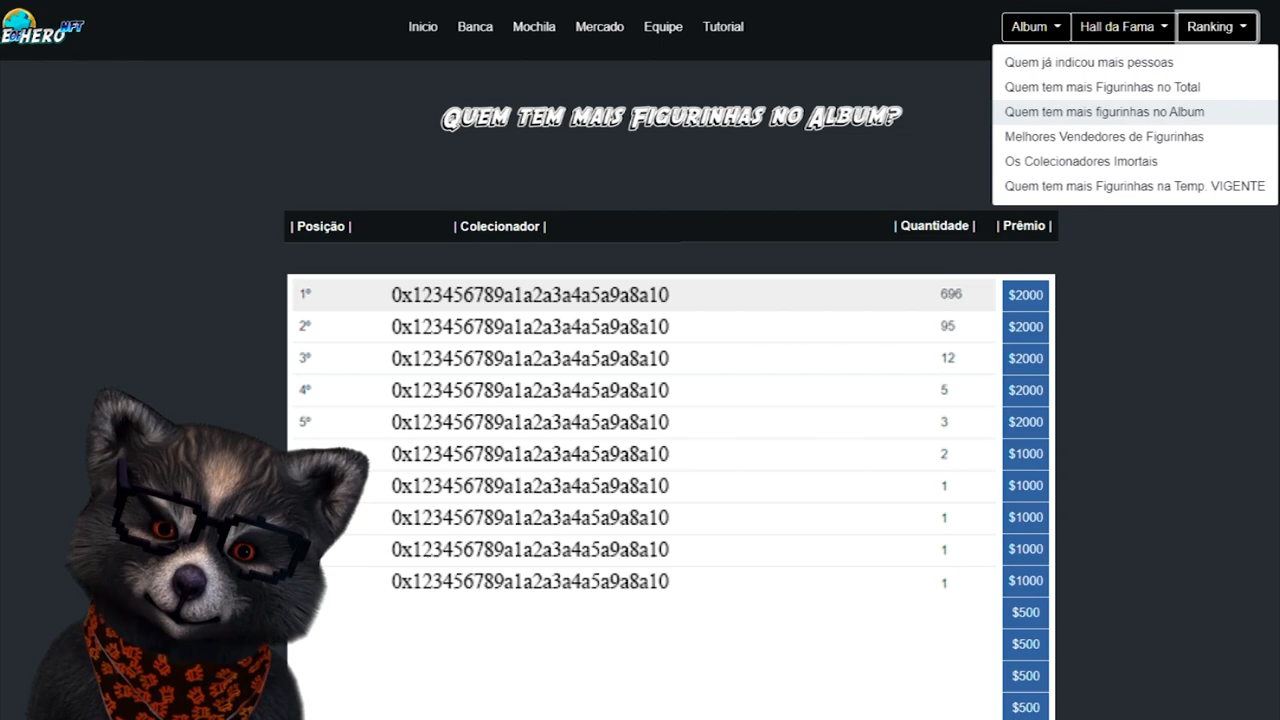 E OF HERO NFT
Inicio Banca Mochila Mercado Equipe Tutorial
Album Hall da Fama Ranking
Quem já indicou mais pessoas
Quem tem mais Figurinhas no Total
Quem tem mais figurinhas no Album
Melhores Vendedores de Figurinhas
Os Colecionadores Imortais
Quem tem mais Figurinhas na Temp. VIGENTE
Quem tem mais Figurinhas no Album?
| Posição | | Colecionador | | Quantidade | | Prêmio |
1º 0x123456789a1a2a3a4a5a9a8a10 696 $2000
2º 0x123456789a1a2a3a4a5a9a8a10 95 $2000
3º 0x123456789a1a2a3a4a5a9a8a10 12 $2000
4º 0x123456789a1a2a3a4a5a9a8a10 5 $2000
5º 0x123456789a1a2a3a4a5a9a8a10 3 $2000
0x123456789a1a2a3a4a5a9a8a10 2 $1000
0x123456789a1a2a3a4a5a9a8a10 1 $1000
0x123456789a1a2a3a4a5a9a8a10 1 $1000
0x123456789a1a2a3a4a5a9a8a10 1 $1000
0x123456789a1a2a3a4a5a9a8a10 1 $1000
$500
$500
$500
$500